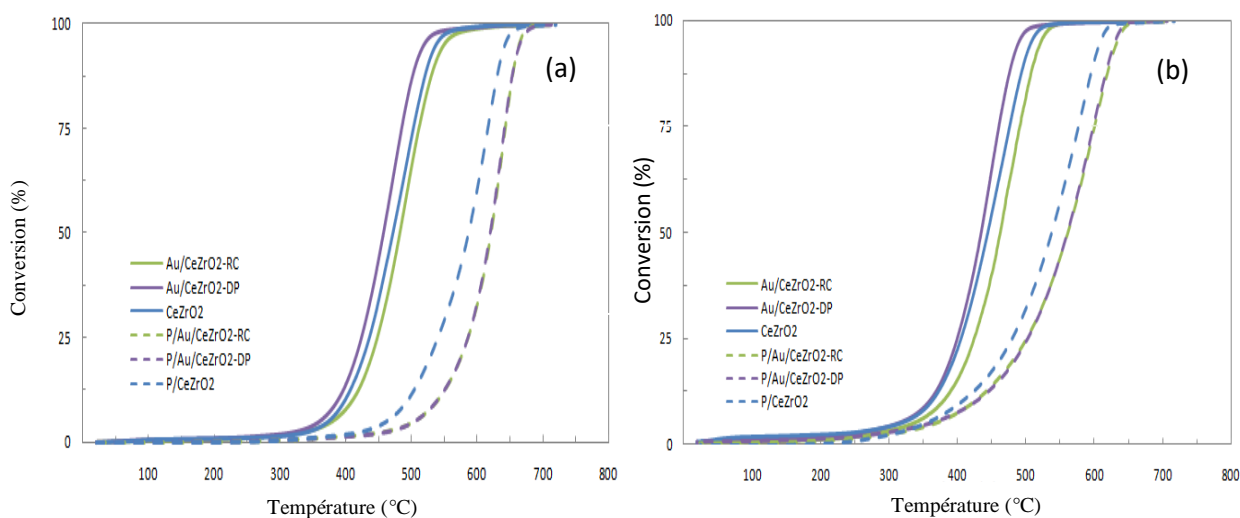 100
75
50
25
0
Conversion (%)
(a)
Au/CeZrO2-RC
Au/CeZrO2-DP
CeZrO2
P/Au/CeZrO2-RC
P/Au/CeZrO2-DP
P/CeZrO2
100 200 300 400 500 600 700 800
Température (°C)
100
75
50
25
0
Conversion (%)
(b)
Au/CeZrO2-RC
Au/CeZrO2-DP
CeZrO2
P/Au/CeZrO2-RC
P/Au/CeZrO2-DP
P/CeZrO2
100 200 300 400 500 600 700 800
Température (°C)